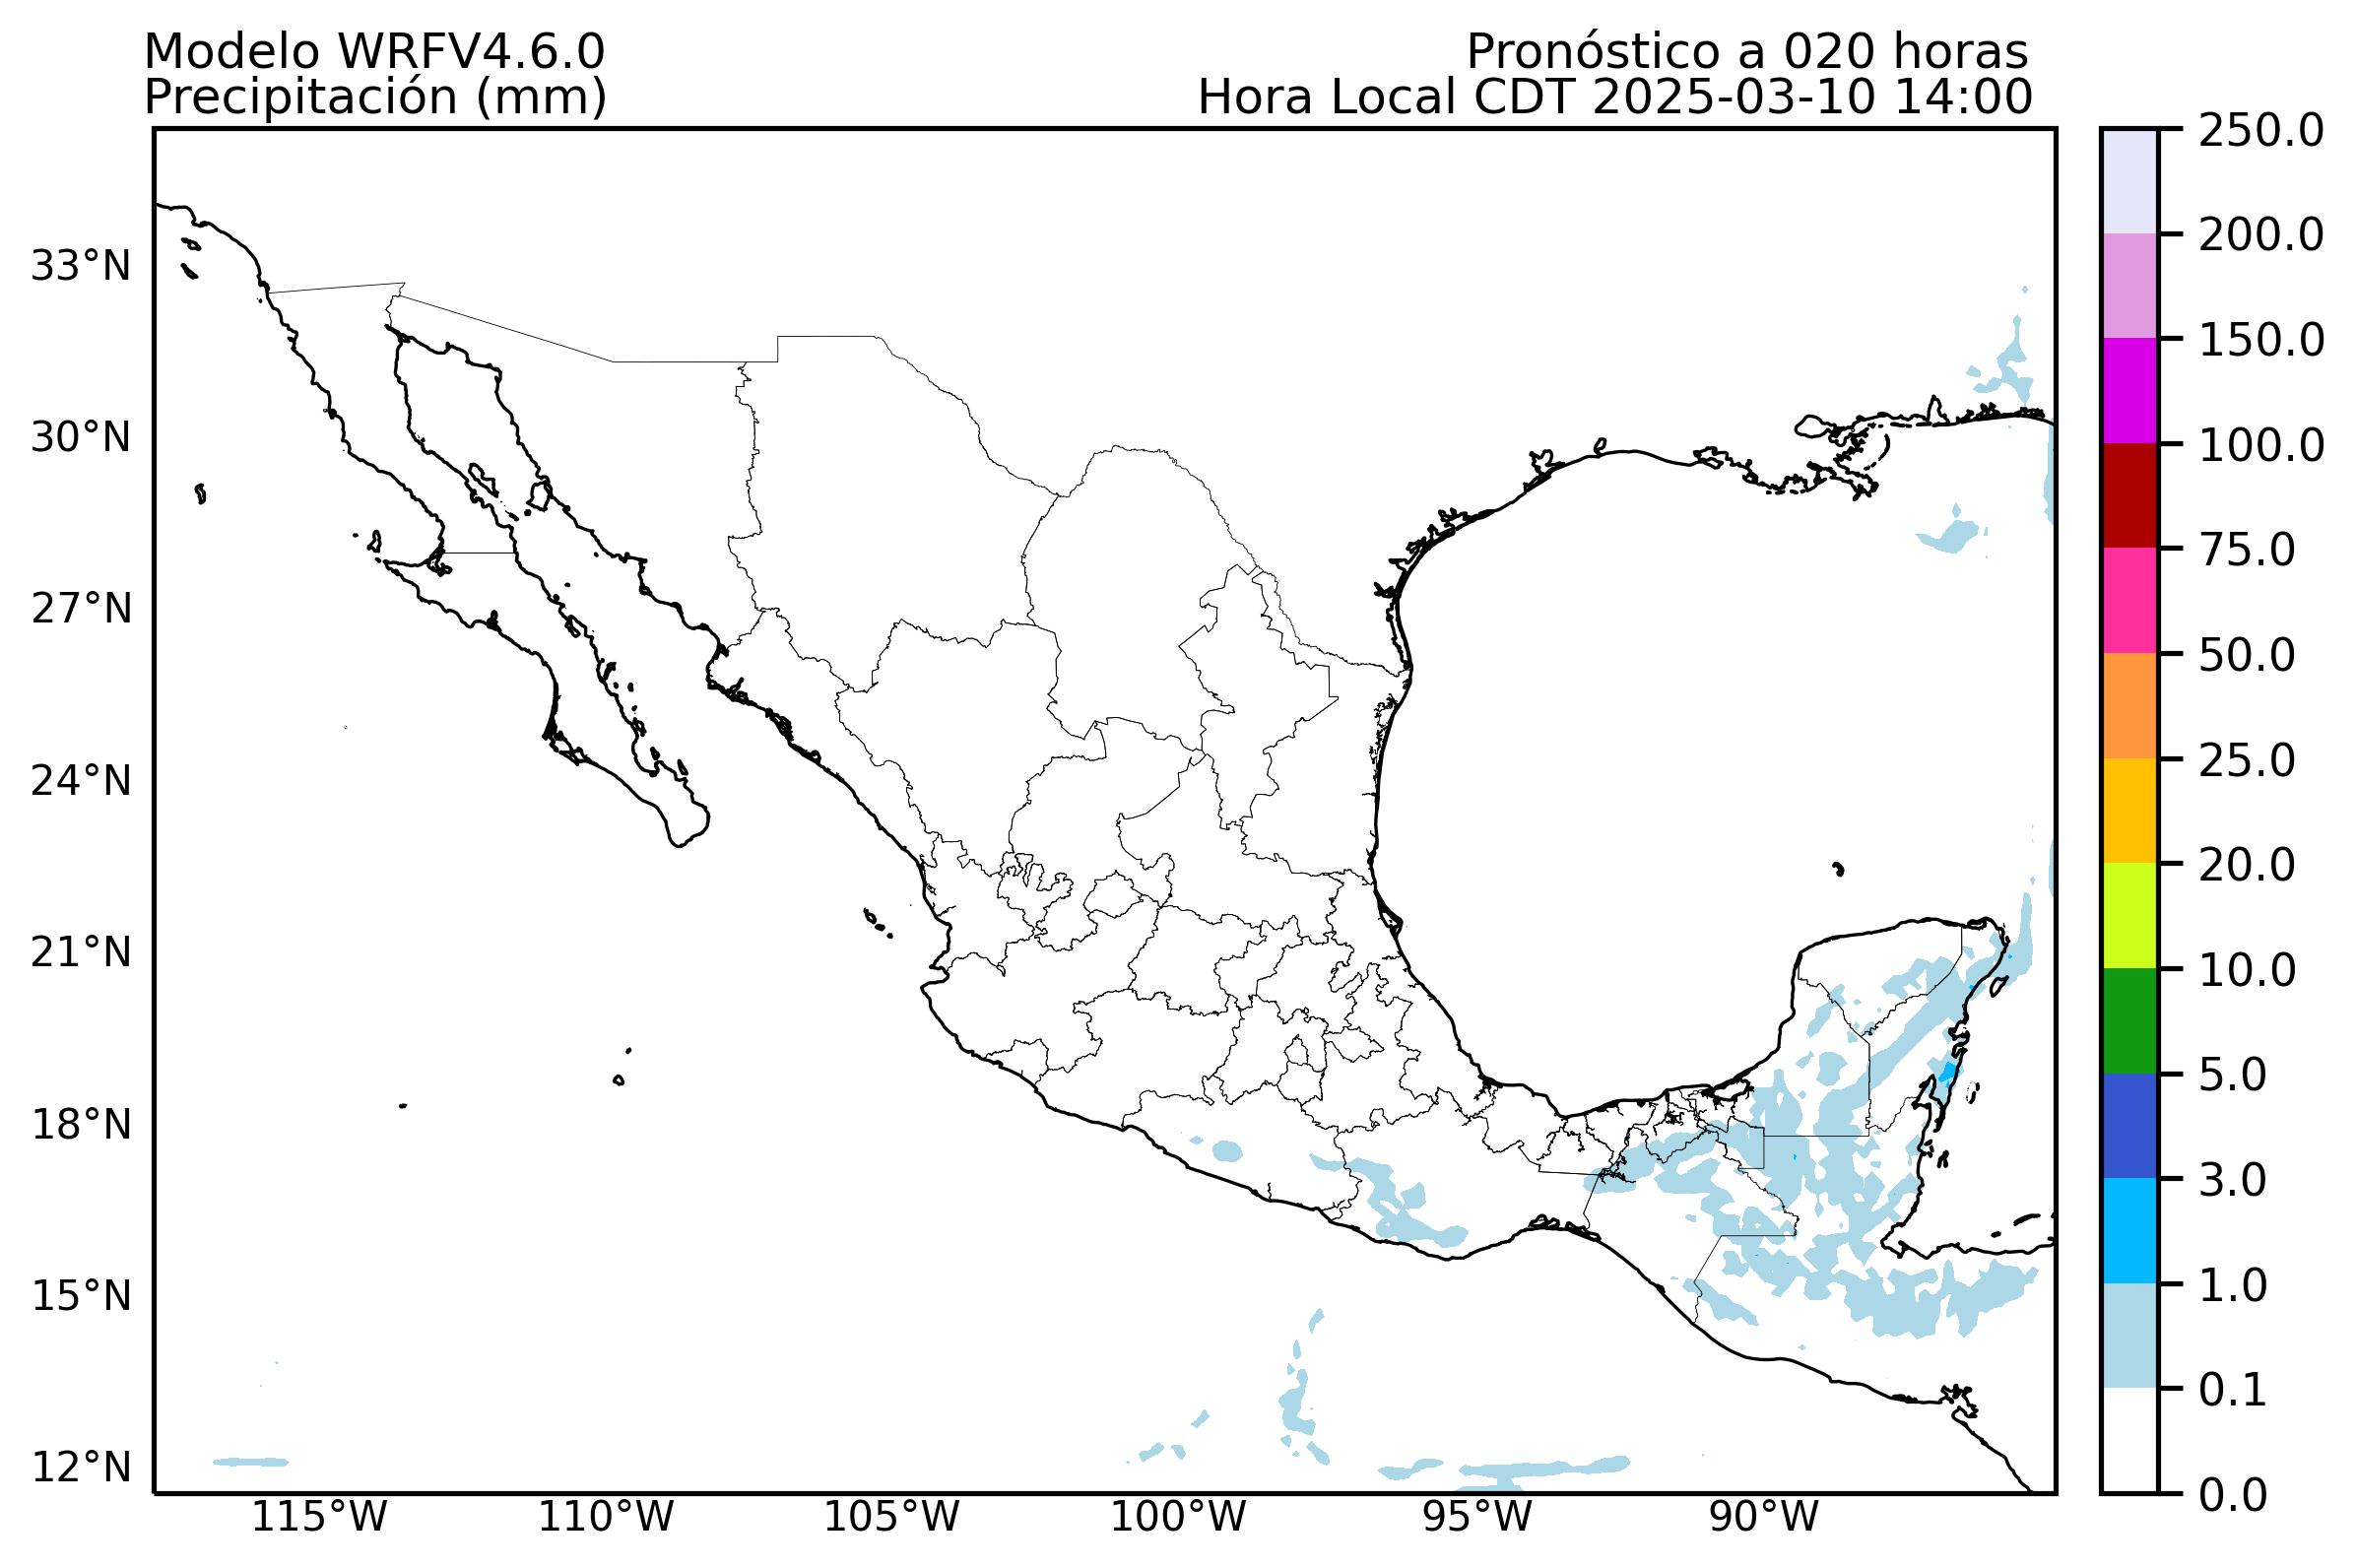 Modelo WRFV4.6.0
Precipitación (mm)
Pronóstico a 020 horas
Hora Local CDT 2025-03-10 14:00
33°N
30°N
27°N
24°N
21°N
18°N
15°N
12°N
115°W
110°W
105°W
100°W
95°W
90°W
250.0
200.0
150.0
100.0
75.0
50.0
25.0
20.0
10.0
5.0
3.0
1.0
0.1
0.0